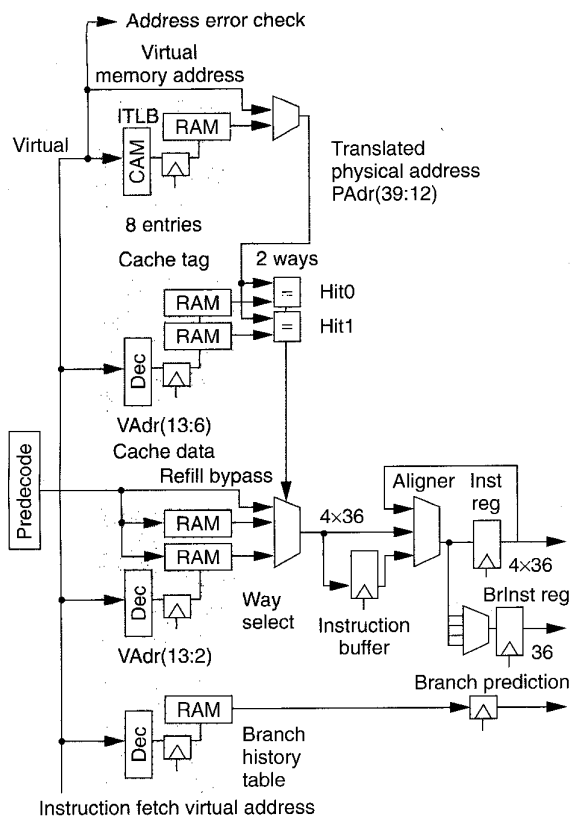 Address error check
Virtual
memory address
ITLB
RAM
Virtual
CAM
Translated
physical address
PAdr(39:12)
8 entries
Cache tag
2 ways
RAM
=
Hit0
RAM
=
Hit1
Dec
VAdr(13:6)
Cache data
Refill bypass
Predecode
Aligner
Inst
reg
RAM
4×36
RAM
4×36
Dec
Way
select
Instruction
buffer
BrInst reg
36
VAdr(13:2)
Branch prediction
RAM
Dec
Branch
history
table
Instruction fetch virtual address